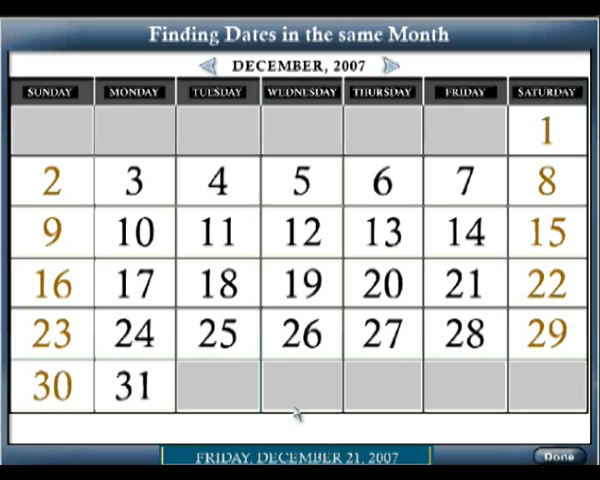 Finding Dates in the same Month
DECEMBER, 2007
SUNDAY MONDAY TUESDAY WEDNESDAY THURSDAY FRIDAY SATURDAY
1
2 3 4 5 6 7 8
9 10 11 12 13 14 15
16 17 18 19 20 21 22
23 24 25 26 27 28 29
30 31
FRIDAY, DECEMBER 21, 2007 Done